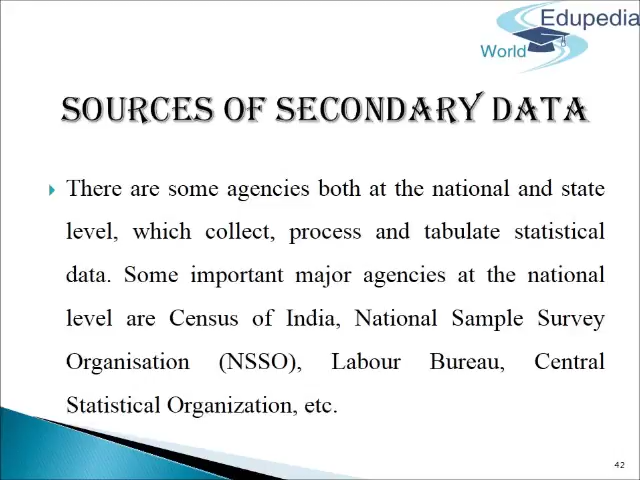 Edupedia
World
SOURCES OF SECONDARY DATA
There are some agencies both at the national and state
level, which collect, process and tabulate statistical
data. Some important major agencies at the national
level are Census of India, National Sample Survey
Organisation (NSSO), Labour Bureau, Central
Statistical Organization, etc.
42